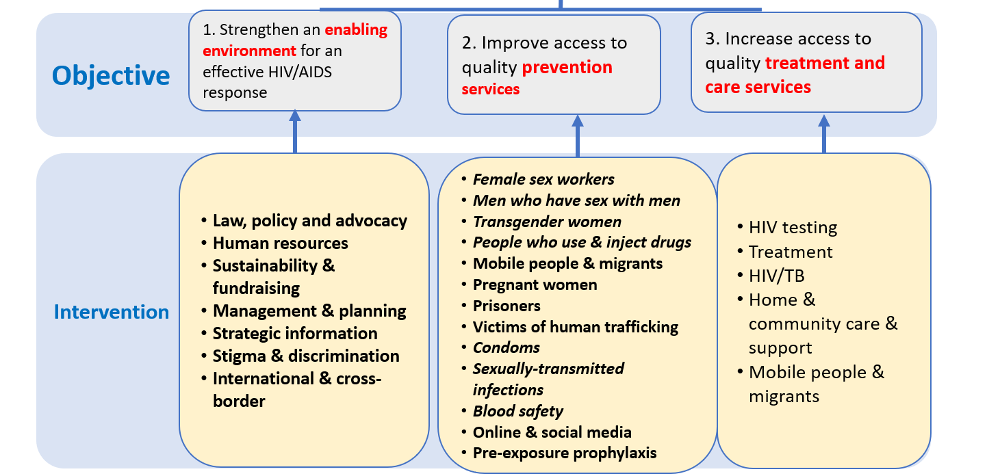 Objective
1. Strengthen an enabling
environment for an
effective HIV/AIDS
response
2. Improve access to
quality prevention
services
3. Increase access to
quality treatment and
care services
Intervention
• Law, policy and advocacy
• Human resources
• Sustainability &
fundraising
• Management & planning
• Strategic information
• Stigma & discrimination
• International & cross-
border
• Female sex workers
• Men who have sex with men
• Transgender women
• People who use & inject drugs
• Mobile people & migrants
• Pregnant women
• Prisoners
• Victims of human trafficking
• Condoms
• Sexually-transmitted
infections
• Blood safety
• Online & social media
• Pre-exposure prophylaxis
• HIV testing
• Treatment
• HIV/TB
• Home &
community care &
support
• Mobile people &
migrants